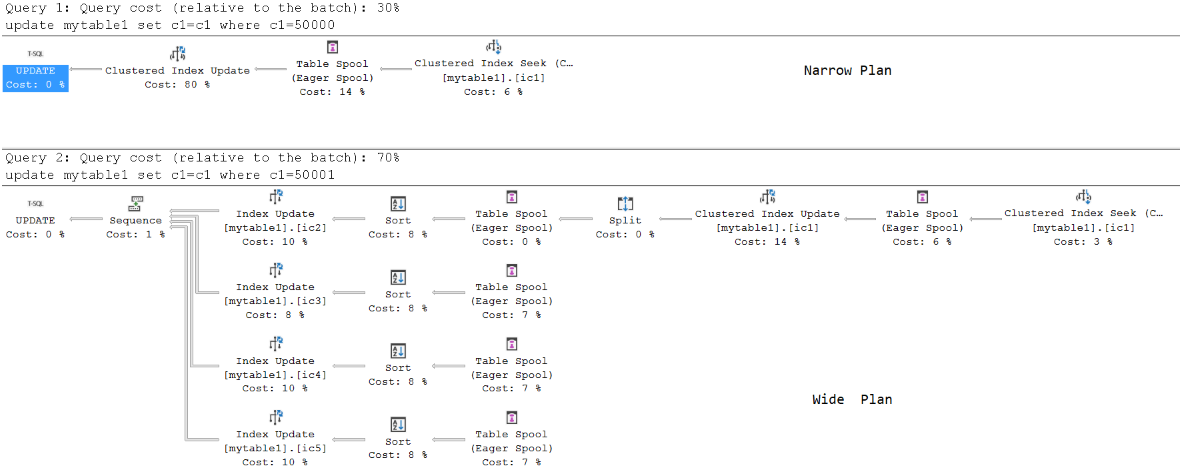 Query 1: Query cost (relative to the batch): 30%
update mytable1 set c1=c1 where c1=50000
T-SQL
UPDATE
Cost: 0 %
Clustered Index Update
Cost: 80 %
Table Spool
(Eager Spool)
Cost: 14 %
Clustered Index Seek (C…
[mytable1].[ic1]
Cost: 6 %
Narrow Plan
Query 2: Query cost (relative to the batch): 70%
update mytable1 set c1=c1 where c1=50001
T-SQL
UPDATE
Cost: 0 %
Sequence
Cost: 1 %
Index Update
[mytable1].[ic2]
Cost: 10 %
Sort
Cost: 8 %
Table Spool
(Eager Spool)
Cost: 0 %
Split
Cost: 0 %
Clustered Index Update
[mytable1].[ic1]
Cost: 14 %
Table Spool
(Eager Spool)
Cost: 6 %
Clustered Index Seek (C…
[mytable1].[ic1]
Cost: 3 %
Index Update
[mytable1].[ic3]
Cost: 8 %
Sort
Cost: 8 %
Table Spool
(Eager Spool)
Cost: 7 %
Index Update
[mytable1].[ic4]
Cost: 10 %
Sort
Cost: 8 %
Table Spool
(Eager Spool)
Cost: 7 %
Wide Plan
Index Update
[mytable1].[ic5]
Cost: 10 %
Sort
Cost: 8 %
Table Spool
(Eager Spool)
Cost: 7 %